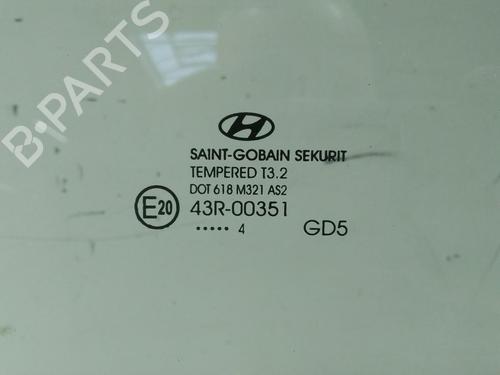 B-PARTS
SAINT-GOBAIN SEKURIT
TEMPERED T3.2
DOT 618 M321 AS2
E20 43R-00351
..... 4 GD5